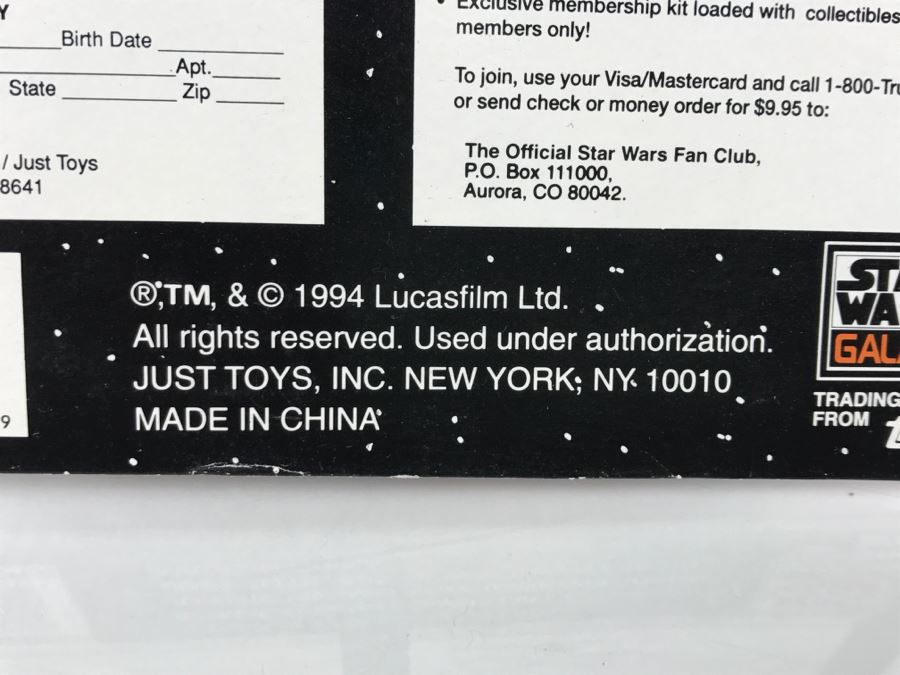 Birth Date
Apt.
State Zip
/ Just Toys
8641
9
Exclusive membership kit loaded with collectibles
members only!
To join, use your Visa/Mastercard and call 1-800-
or send check or money order for $9.95 to:
The Official Star Wars Fan Club,
P.O. Box 111000,
Aurora, CO 80042.
®,TM, & © 1994 Lucasfilm Ltd.
All rights reserved. Used under authorization.
JUST TOYS, INC. NEW YORK, NY 10010
MADE IN CHINA
TRADING
FROM